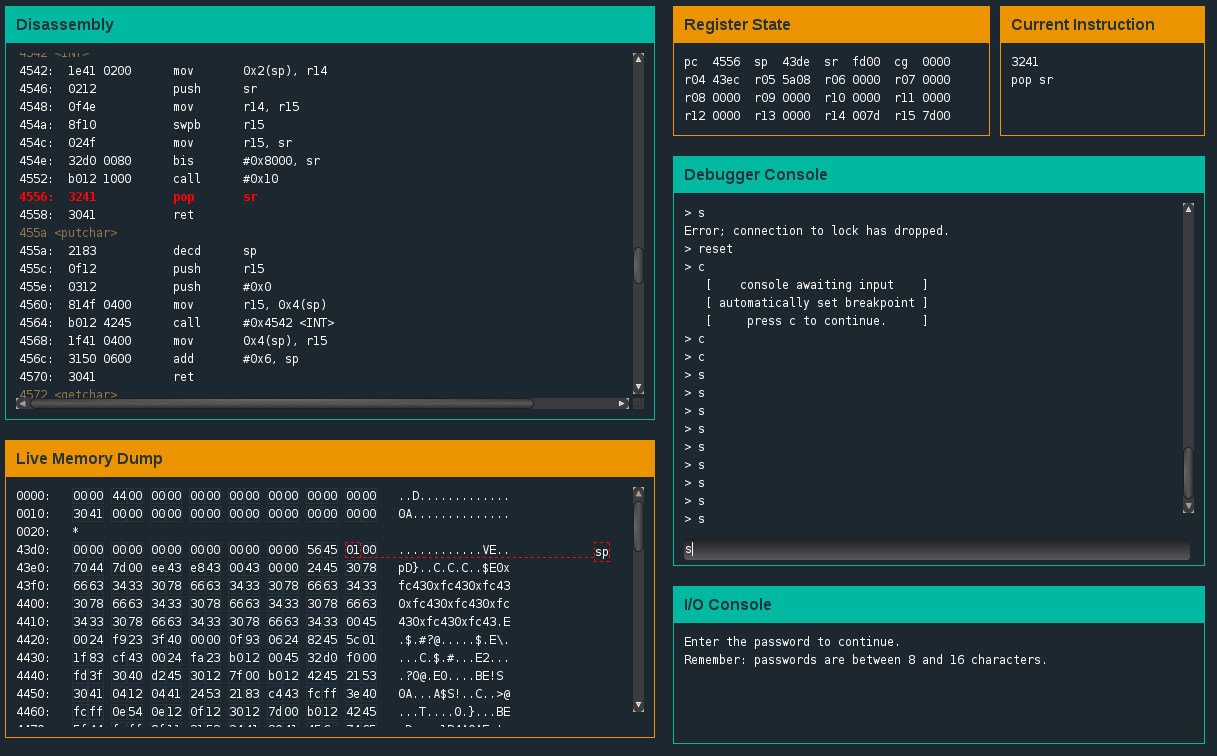 Disassembly
4542 <INT>
4542: 1e41 0200 mov 0x2(sp), r14
4546: 0212 push sr
4548: 0f4e mov r14, r15
454a: 8f10 swpb r15
454c: 024f mov r15, sr
454e: 32d0 0080 bis #0x8000, sr
4552: b012 1000 call #0x10
4556: 3241 pop sr
4558: 3041 ret
455a <putchar>
455a: 2183 decd sp
455c: 0f12 push r15
455e: 0312 push #0x0
4560: 814f 0400 mov r15, 0x4(sp)
4564: b012 4245 call #0x4542 <INT>
4568: 1f41 0400 mov 0x4(sp), r15
456c: 3150 0600 add #0x6, sp
4570: 3041 ret
4572 <getchar>
Register State
pc 4556 sp 43de sr fd00 cg 0000
r04 43ec r05 5a08 r06 0000 r07 0000
r08 0000 r09 0000 r10 0000 r11 0000
r12 0000 r13 0000 r14 007d r15 7d00
Current Instruction
3241
pop sr
Debugger Console
> s
Error; connection to lock has dropped.
> reset
> c
[ console awaiting input ]
[ automatically set breakpoint ]
[ press c to continue. ]
> c
> c
> s
> s
> s
> s
> s
> s
> s
> s
> s
s
Live Memory Dump
0000: 0000 4400 0000 0000 0000 0000 0000 0000 ..D.............
0010: 3041 0000 0000 0000 0000 0000 0000 0000 0A..............
0020: *
43d0: 0000 0000 0000 0000 0000 0000 5645 0100 ............VE.. sp
43e0: 7044 7d00 ee43 e843 0043 0000 2445 3078 pD}..C.C.C..$E0x
43f0: 6663 3433 3078 6663 3433 3078 6663 3433 fc430xfc430xfc43
4400: 3078 6663 3433 3078 6663 3433 3078 6663 0xfc430xfc430xfc
4410: 3433 3078 6663 3433 3078 6663 3433 0045 430xfc430xfc43.E
4420: 0024 f923 3f40 0000 0f93 0624 8245 5c01 .$.#?@.....$.E\.
4430: 1f83 cf43 0024 fa23 b012 0045 32d0 f000 ...C.$.#...E2...
4440: fd3f 3040 d245 3012 7f00 b012 4245 2153 .?0@.E0....BE!S
4450: 3041 0412 0441 2453 2183 c443 fcff 3e40 0A...A$S!..C..>@
4460: fcff 0e54 0e12 0f12 3012 7d00 b012 4245 ...T....0.}...BE
I/O Console
Enter the password to continue.
Remember: passwords are between 8 and 16 characters.